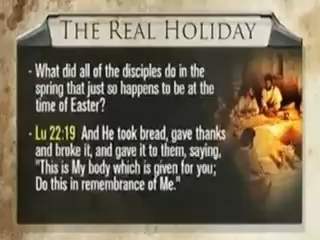 THE REAL HOLIDAY
- What did all of the disciples do in the
spring that just so happens to be at the
time of Easter?
- Lu 22:19 And He took bread, gave thanks
and broke it, and gave it to them, saying,
"This is My body which is given for you;
Do this in remembrance of Me."